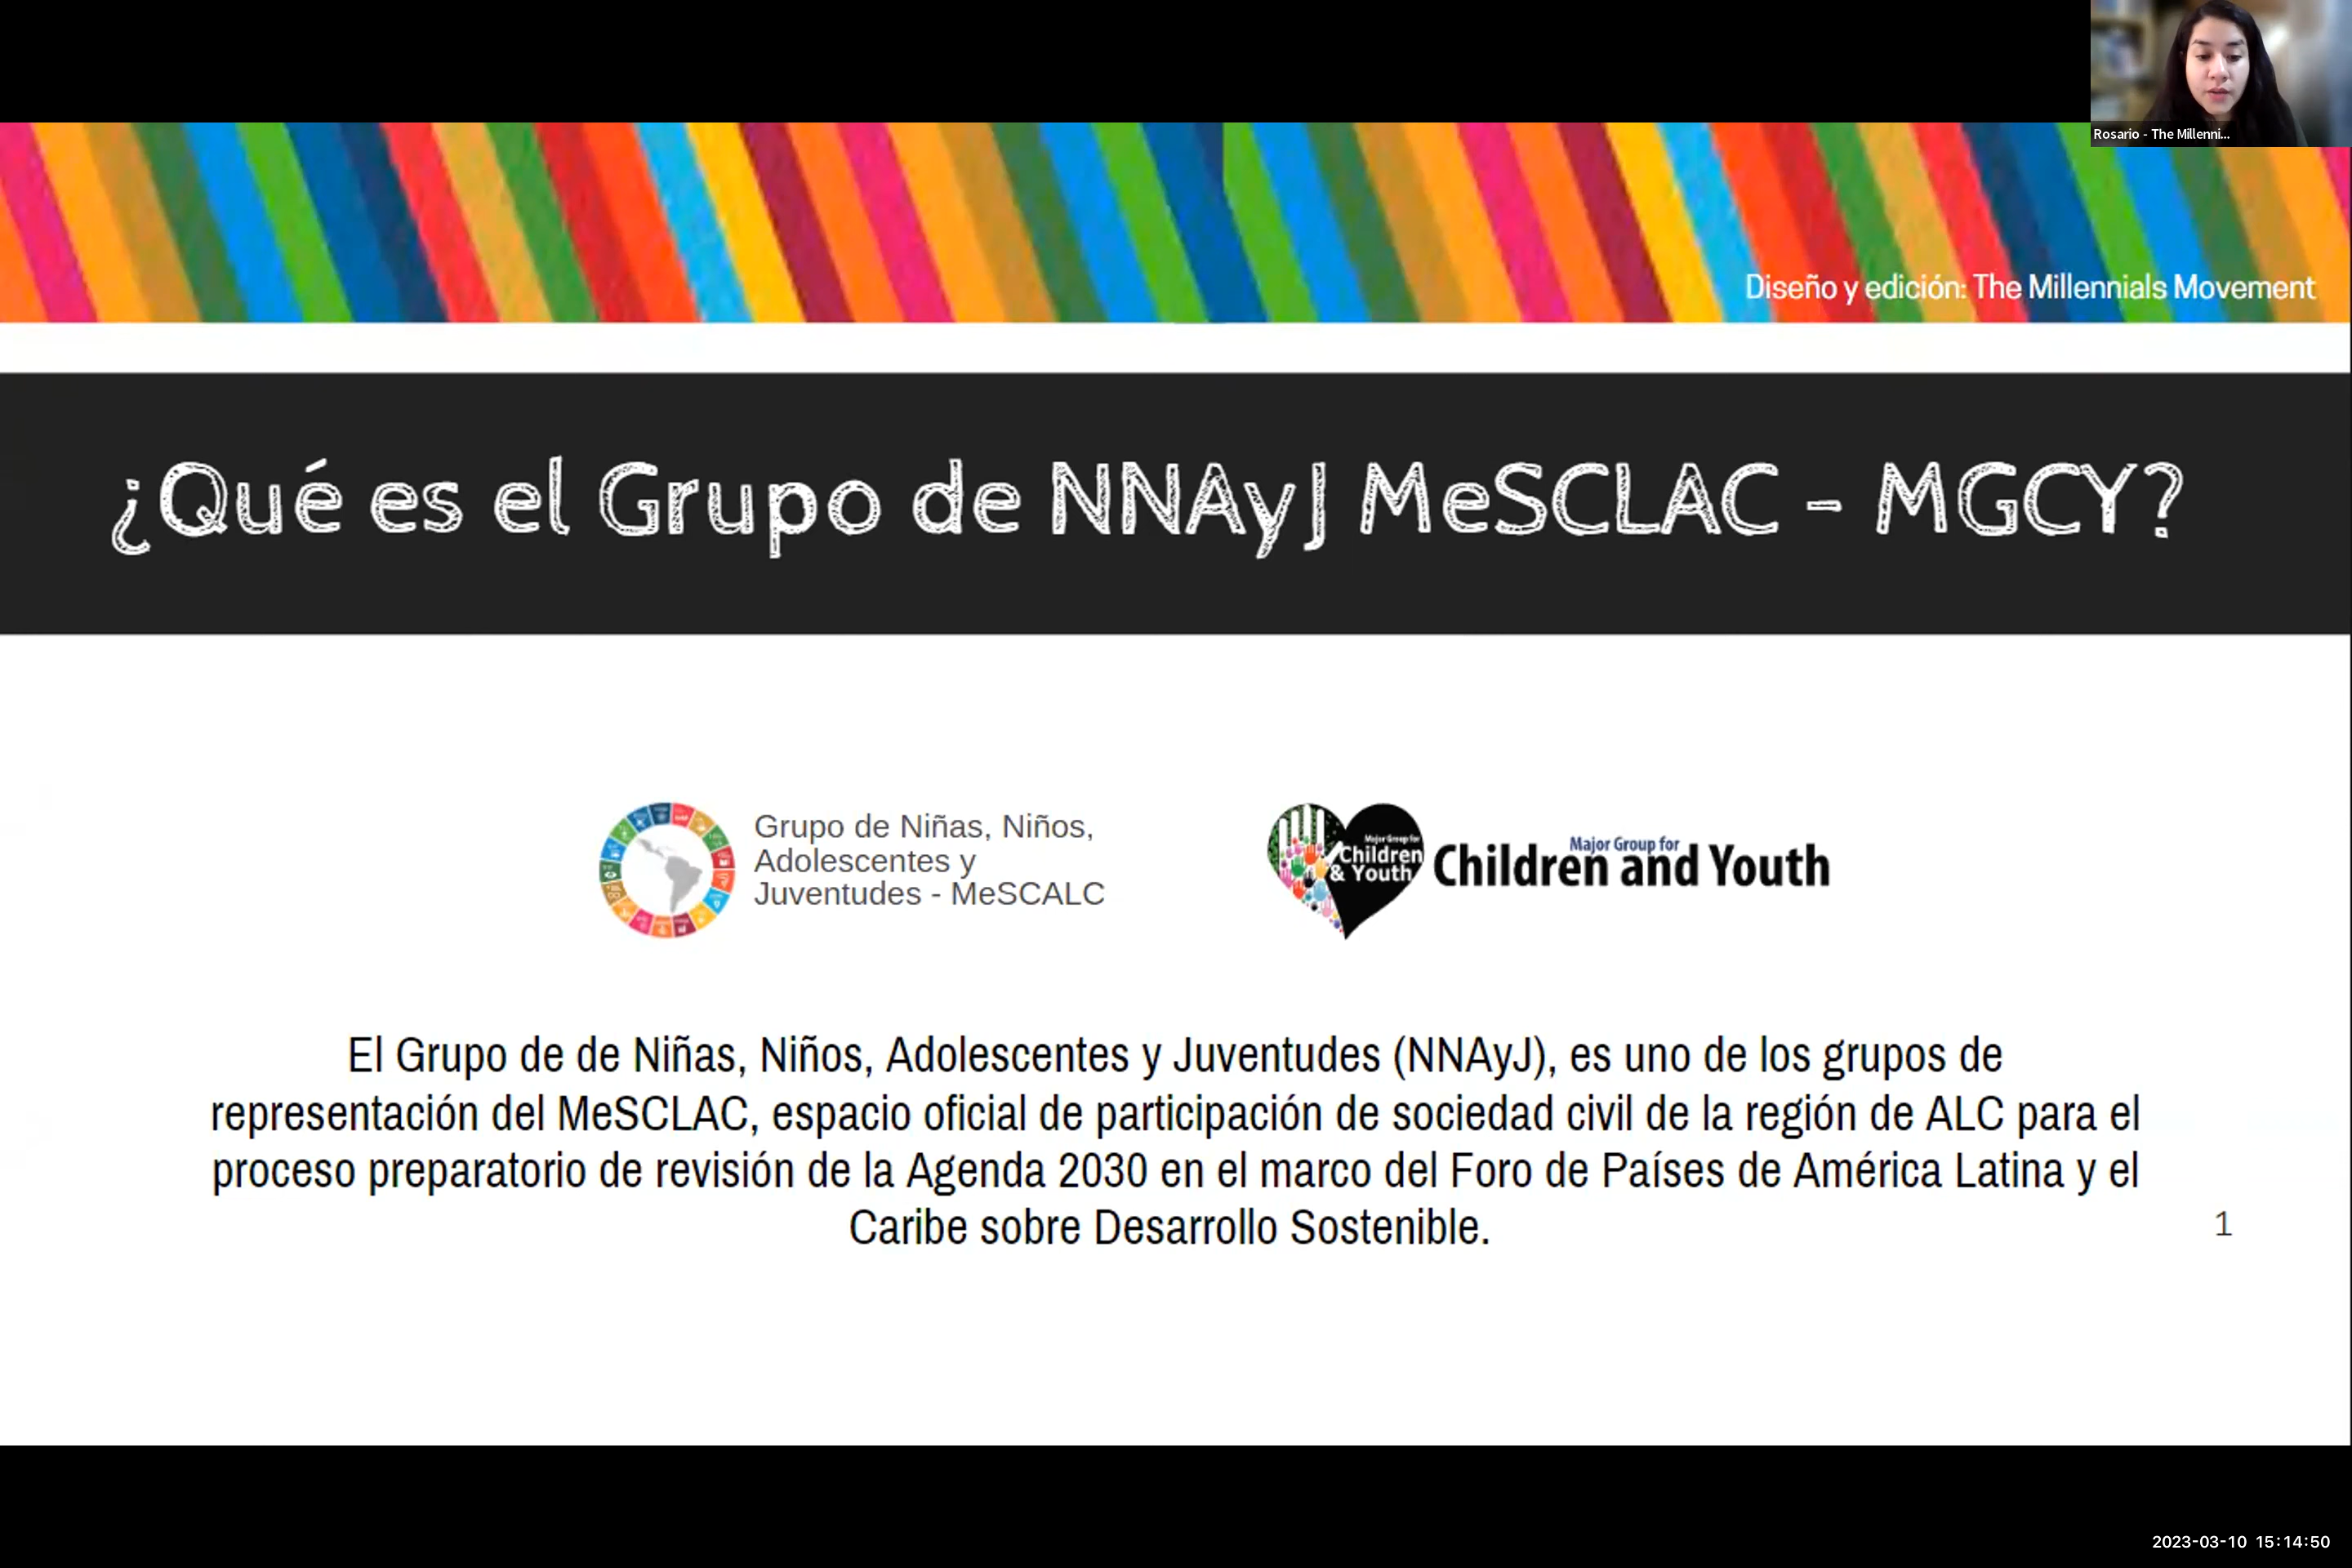 Rosario - The Millenni...
Diseño y edición: The Millennials Movement
¿Qué es el Grupo de NNAyJ MeSCLAC - MGCY?
Grupo de Niñas, Niños,
Adolescentes y
Juventudes - MeSCALC
Major Group for
Children
& Youth
Major Group for
Children and Youth
El Grupo de de Niñas, Niños, Adolescentes y Juventudes (NNAyJ), es uno de los grupos de
representación del MeSCLAC, espacio oficial de participación de sociedad civil de la región de ALC para el
proceso preparatorio de revisión de la Agenda 2030 en el marco del Foro de Países de América Latina y el
Caribe sobre Desarrollo Sostenible.
1
2023-03-10 15:14:50